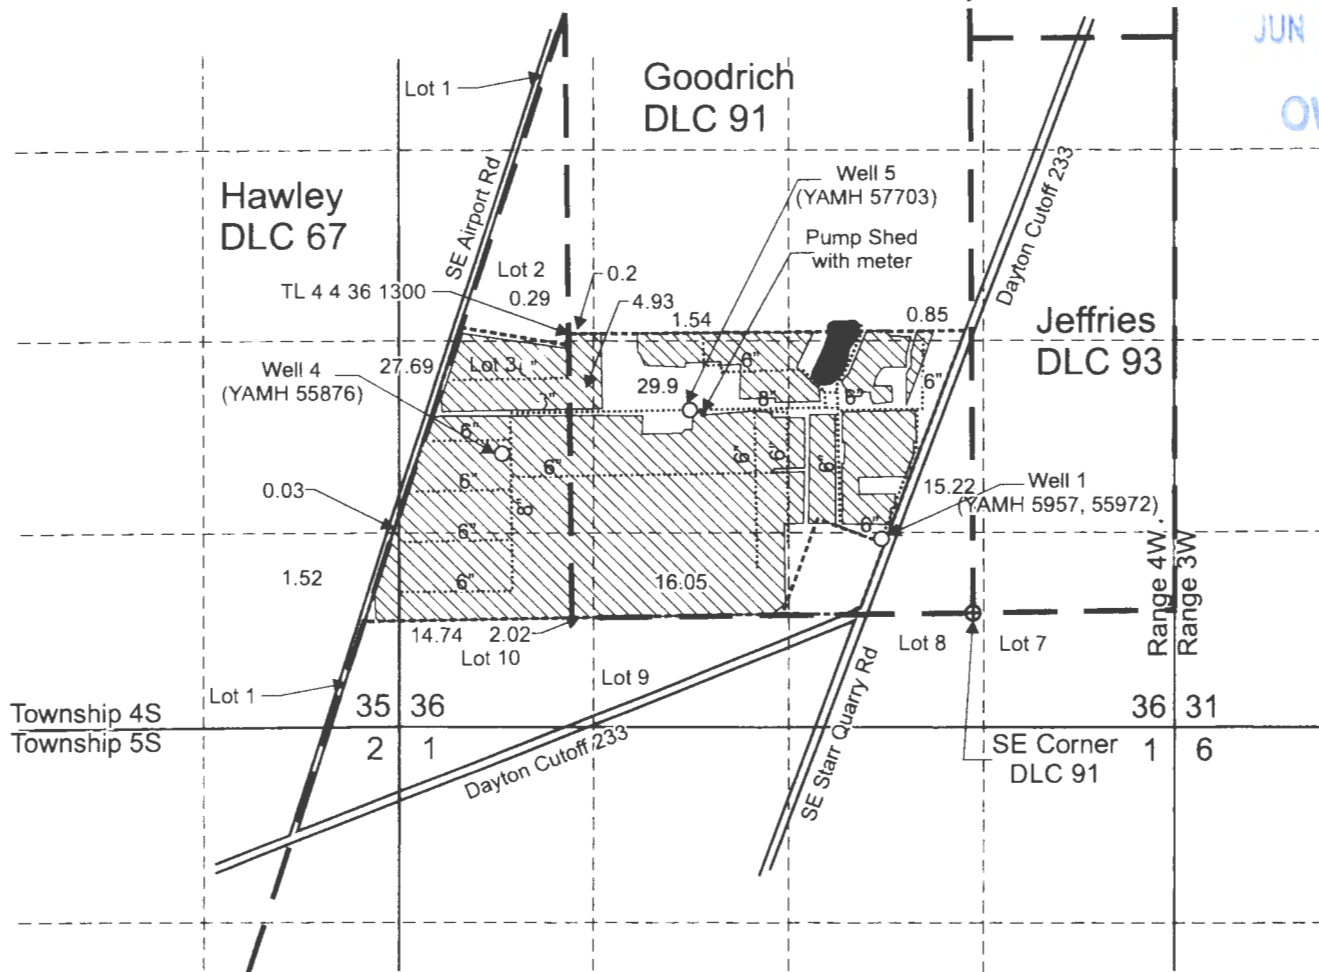 JUN
Goodrich
DLC 91
Lot 1
Hawley
DLC 67
SE Airport Rd
Well 5
(YAMH 57703)
Dayton Cutoff 233
Pump Shed
with meter
Lot 2
0.2
TL 4 4 36 1300
0.29
4.93
1.54
0.85
Jeffries
DLC 93
27.69
Lot 3
6"
Well 4
(YAMH 55876)
29.9
6"
8"
6"
6"
6"
6"
6"
6"
6"
8"
0.03
15.22
Well 1
(YAMH 5957, 55972)
6"
6"
1.52
6"
16.05
Range 4W
Range 3W
14.74
2.02
Lot 10
Lot 8
Lot 7
Lot 9
Lot 1
SE Starr Quarry Rd
Township 4S
35
36
36
31
Township 5S
2
1
1
6
Dayton Cutoff 233
SE Corner
DLC 91